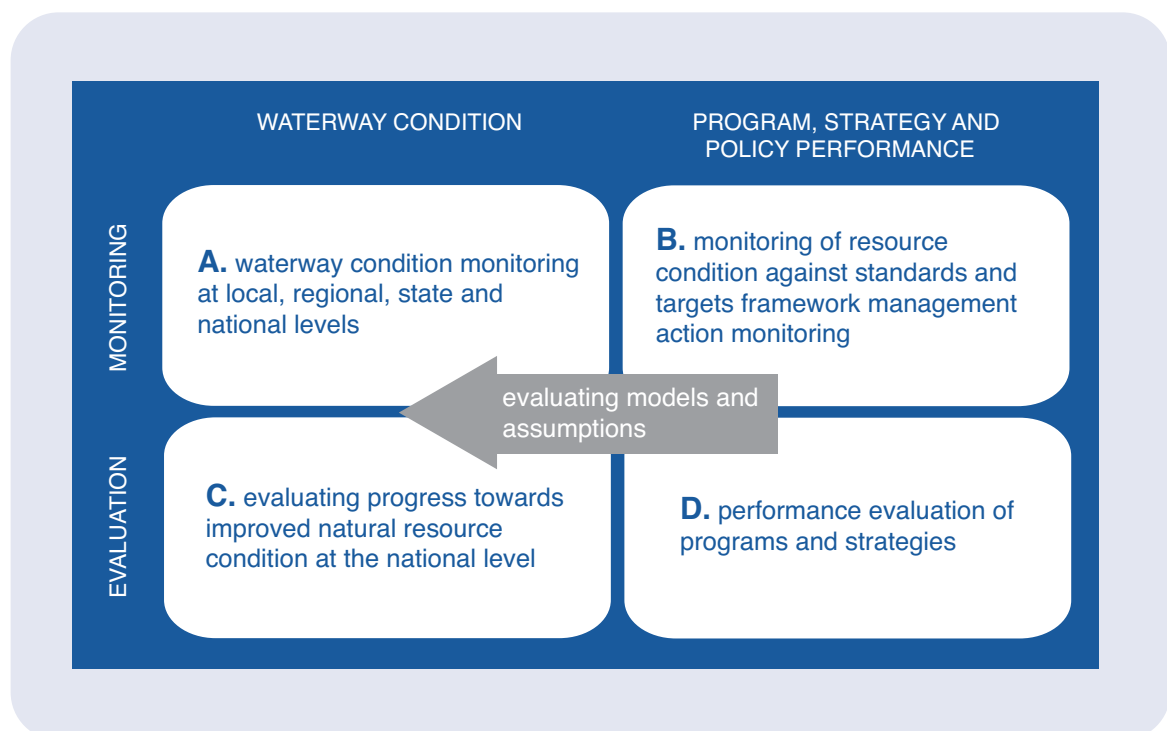 WATERWAY CONDITION
PROGRAM, STRATEGY AND
POLICY PERFORMANCE
MONITORING
A. waterway condition monitoring
at local, regional, state and
national levels
B. monitoring of resource
condition against standards and
targets framework management
action monitoring
evaluating models and
assumptions
EVALUATION
C. evaluating progress towards
improved natural resource
condition at the national level
D. performance evaluation of
programs and strategies